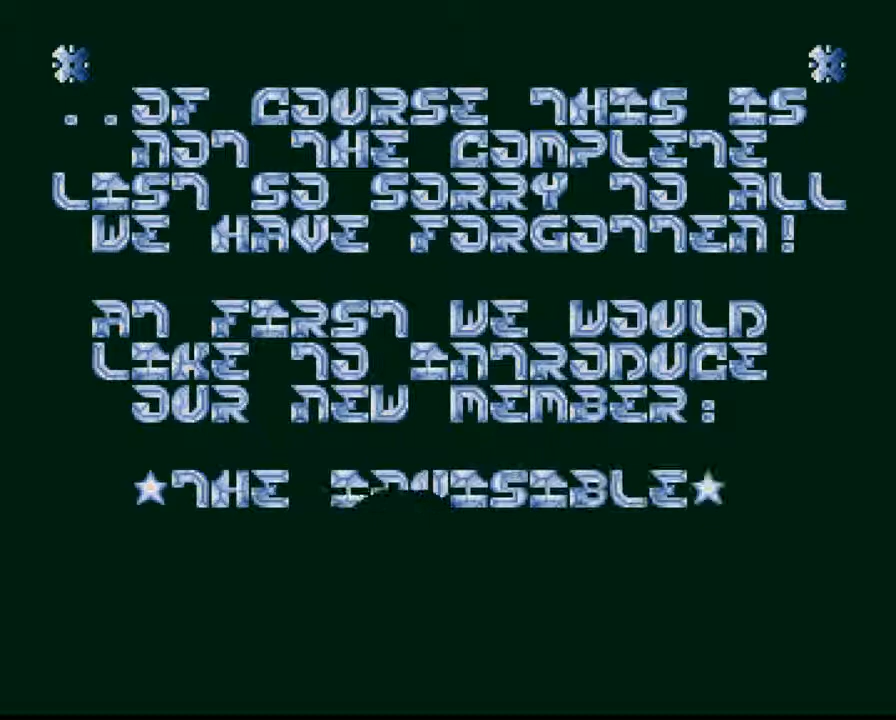 ..OF COURSE THIS IS
NOT THE COMPLETE
LIST SO SORRY TO ALL
WE HAVE FORGOTTEN!
AT FIRST WE WOULD
LIKE TO INTRODUCE
OUR NEW MEMBER:
★THE INVISIBLE★